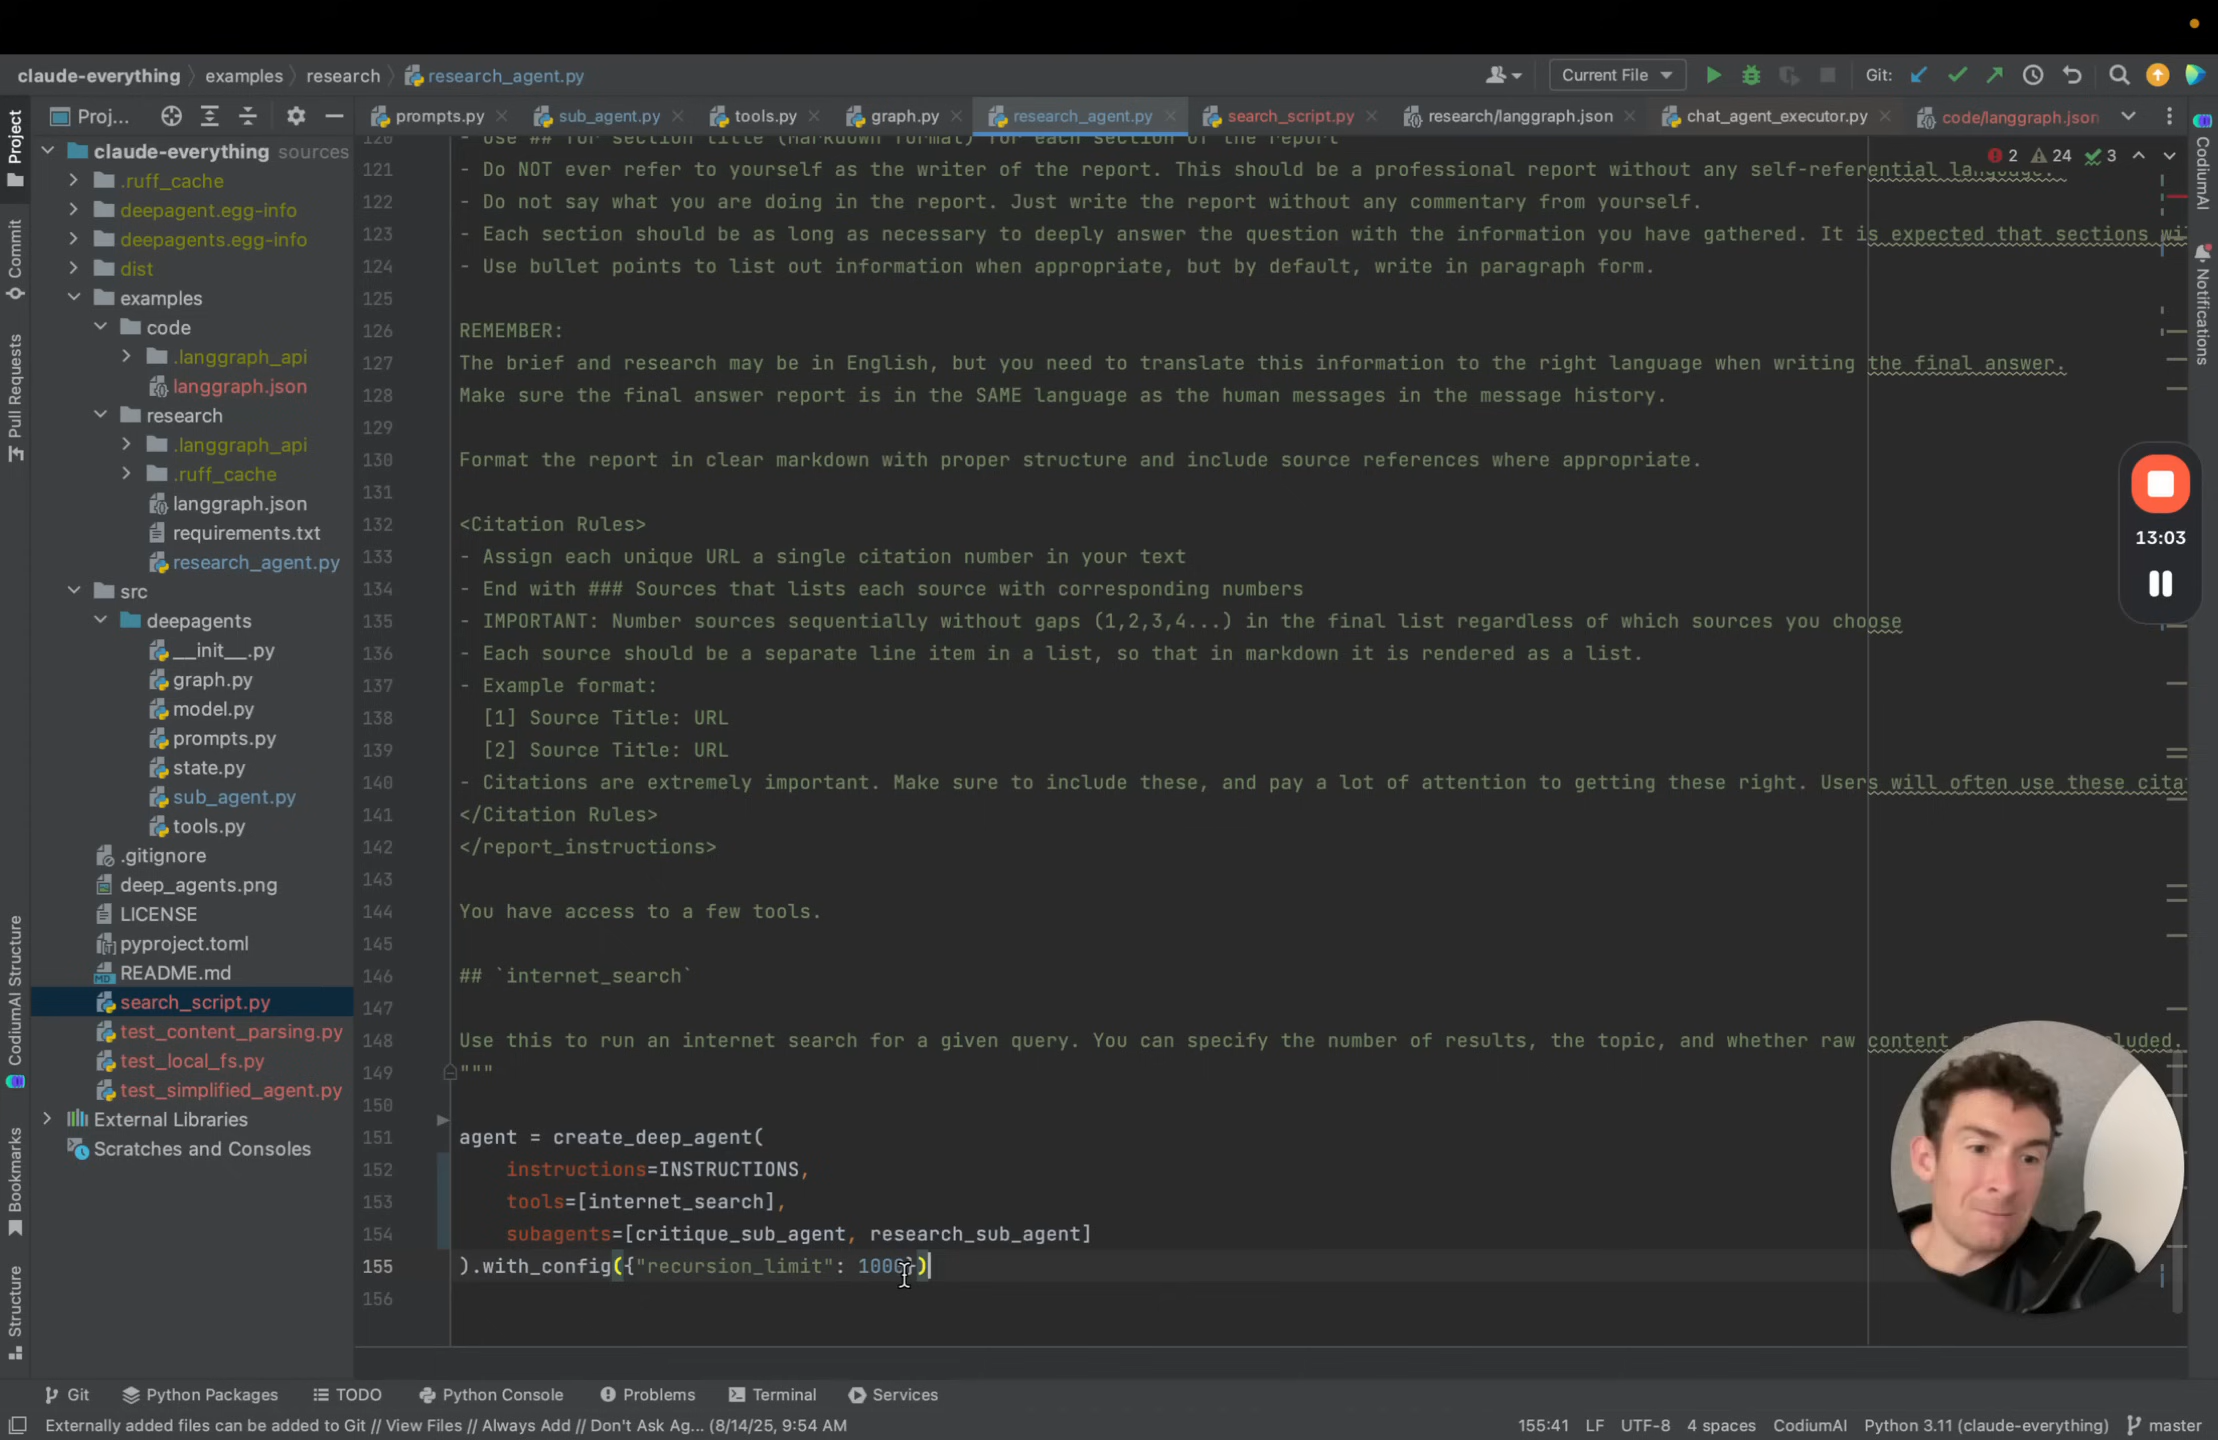 claude-everything examples research research_agent.py
Current File
Git:
Project
Commit
Pull Requests
CodiumAI Structure
Bookmarks
Structure
Proj...
claude-everything sources
.ruff_cache
deepagent.egg-info
deepagents.egg-info
dist
examples
code
.langgraph_api
langgraph.json
research
.langgraph_api
.ruff_cache
langgraph.json
requirements.txt
research_agent.py
src
deepagents
__init__.py
graph.py
model.py
prompts.py
state.py
sub_agent.py
tools.py
.gitignore
deep_agents.png
LICENSE
pyproject.toml
README.md
search_script.py
test_content_parsing.py
test_local_fs.py
test_simplified_agent.py
External Libraries
Scratches and Consoles
prompts.py sub_agent.py tools.py graph.py research_agent.py search_script.py research/langgraph.json chat_agent_executor.py code/langgraph.json
2 24 3
120 - Use ## for section title (Markdown format) for each section of the report
121 - Do NOT ever refer to yourself as the writer of the report. This should be a professional report without any self-referential language.
122 - Do not say what you are doing in the report. Just write the report without any commentary from yourself.
123 - Each section should be as long as necessary to deeply answer the question with the information you have gathered. It is expected that sections wi
124 - Use bullet points to list out information when appropriate, but by default, write in paragraph form.
125
126 REMEMBER:
127 The brief and research may be in English, but you need to translate this information to the right language when writing the final answer.
128 Make sure the final answer report is in the SAME language as the human messages in the message history.
129
130 Format the report in clear markdown with proper structure and include source references where appropriate.
131
132 <Citation Rules>
133 - Assign each unique URL a single citation number in your text
134 - End with ### Sources that lists each source with corresponding numbers
135 - IMPORTANT: Number sources sequentially without gaps (1,2,3,4...) in the final list regardless of which sources you choose
136 - Each source should be a separate line item in a list, so that in markdown it is rendered as a list.
137 - Example format:
138 [1] Source Title: URL
139 [2] Source Title: URL
140 - Citations are extremely important. Make sure to include these, and pay a lot of attention to getting these right. Users will often use these cita
141 </Citation Rules>
142 </report_instructions>
143
144 You have access to a few tools.
145
146 ## `internet_search`
147
148 Use this to run an internet search for a given query. You can specify the number of results, the topic, and whether raw content
149 """
150
151 agent = create_deep_agent(
152 instructions=INSTRUCTIONS,
153 tools=[internet_search],
154 subagents=[critique_sub_agent, research_sub_agent]
155 ).with_config({"recursion_limit": 1000})
156
CodiumAI
Notifications
13:03
Git Python Packages TODO Python Console Problems Terminal Services
Externally added files can be added to Git // View Files // Always Add // Don't Ask Ag... (8/14/25, 9:54 AM) 155:41 LF UTF-8 4 spaces CodiumAI Python 3.11 (claude-everything) master